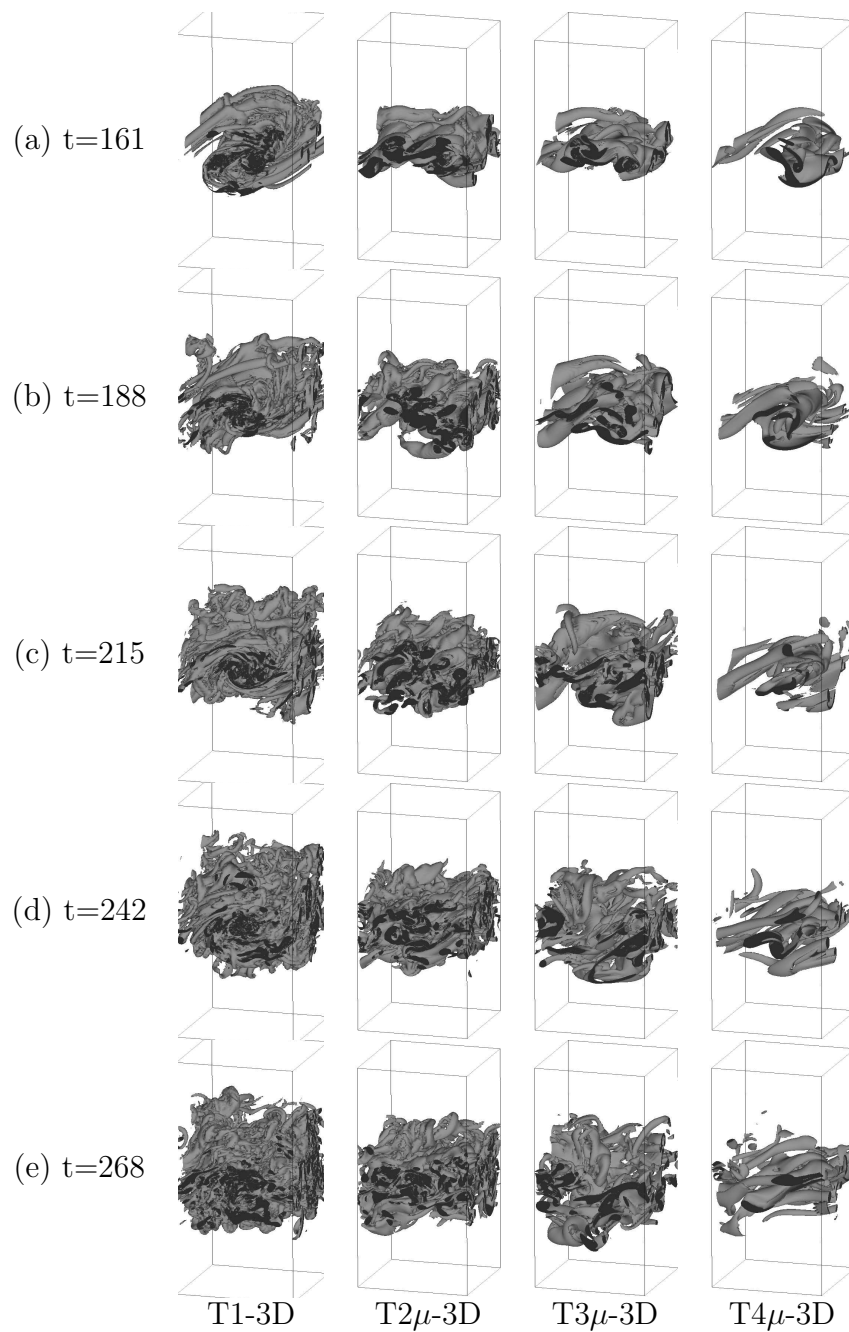 (a) t=161
(b) t=188
(c) t=215
(d) t=242
(e) t=268
T1-3D T2μ-3D T3μ-3D T4μ-3D